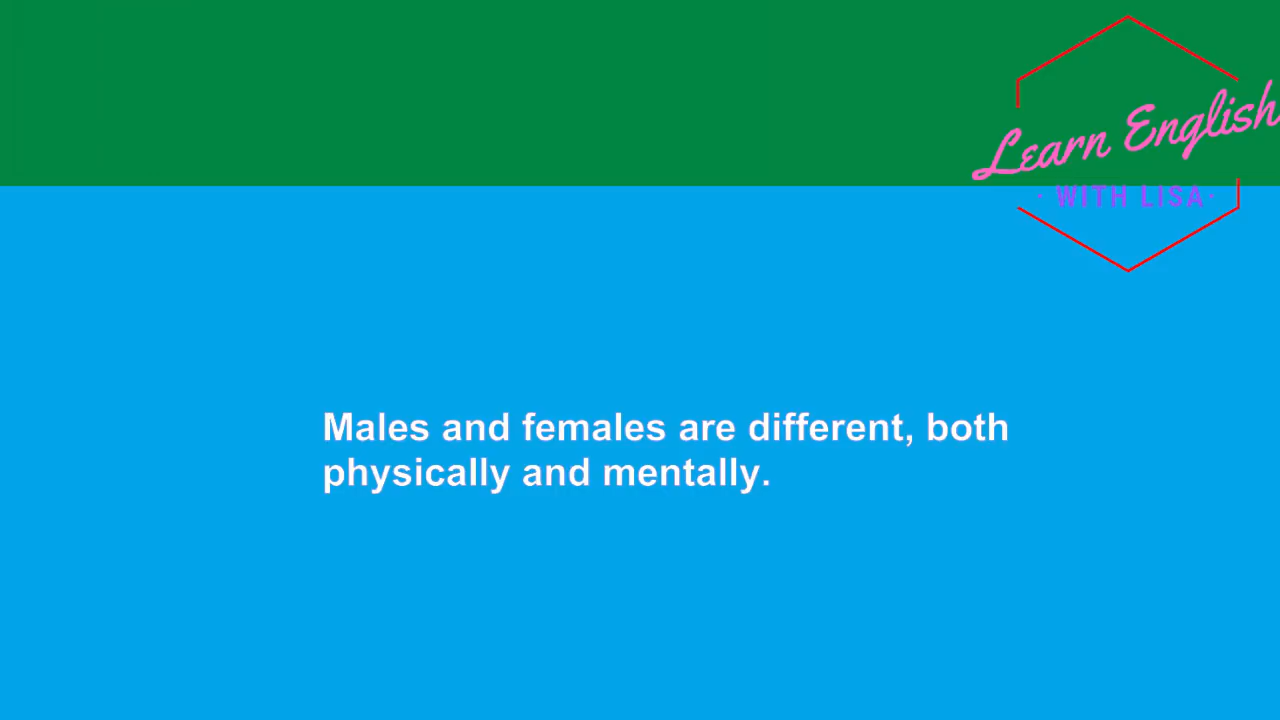 Learn English
· WITH LISA ·
Males and females are different, both
physically and mentally.